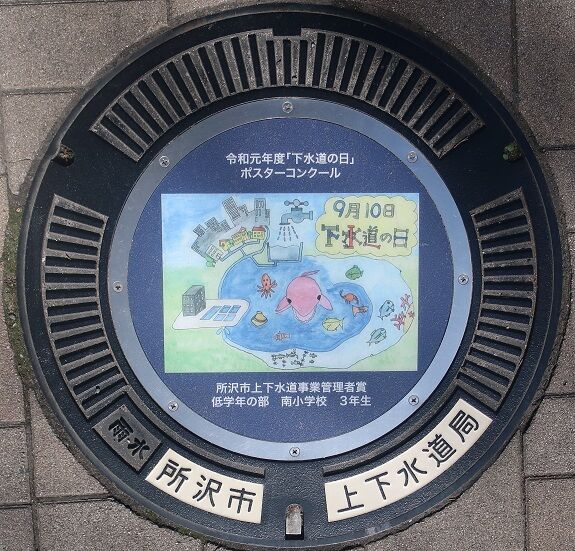 令和元年度「下水道の日」
ポスターコンクール
9月10日
下水道の日
所沢市上下水道事業管理者賞
低学年の部 南小学校 3年生
雨水
所沢市
上下水道局